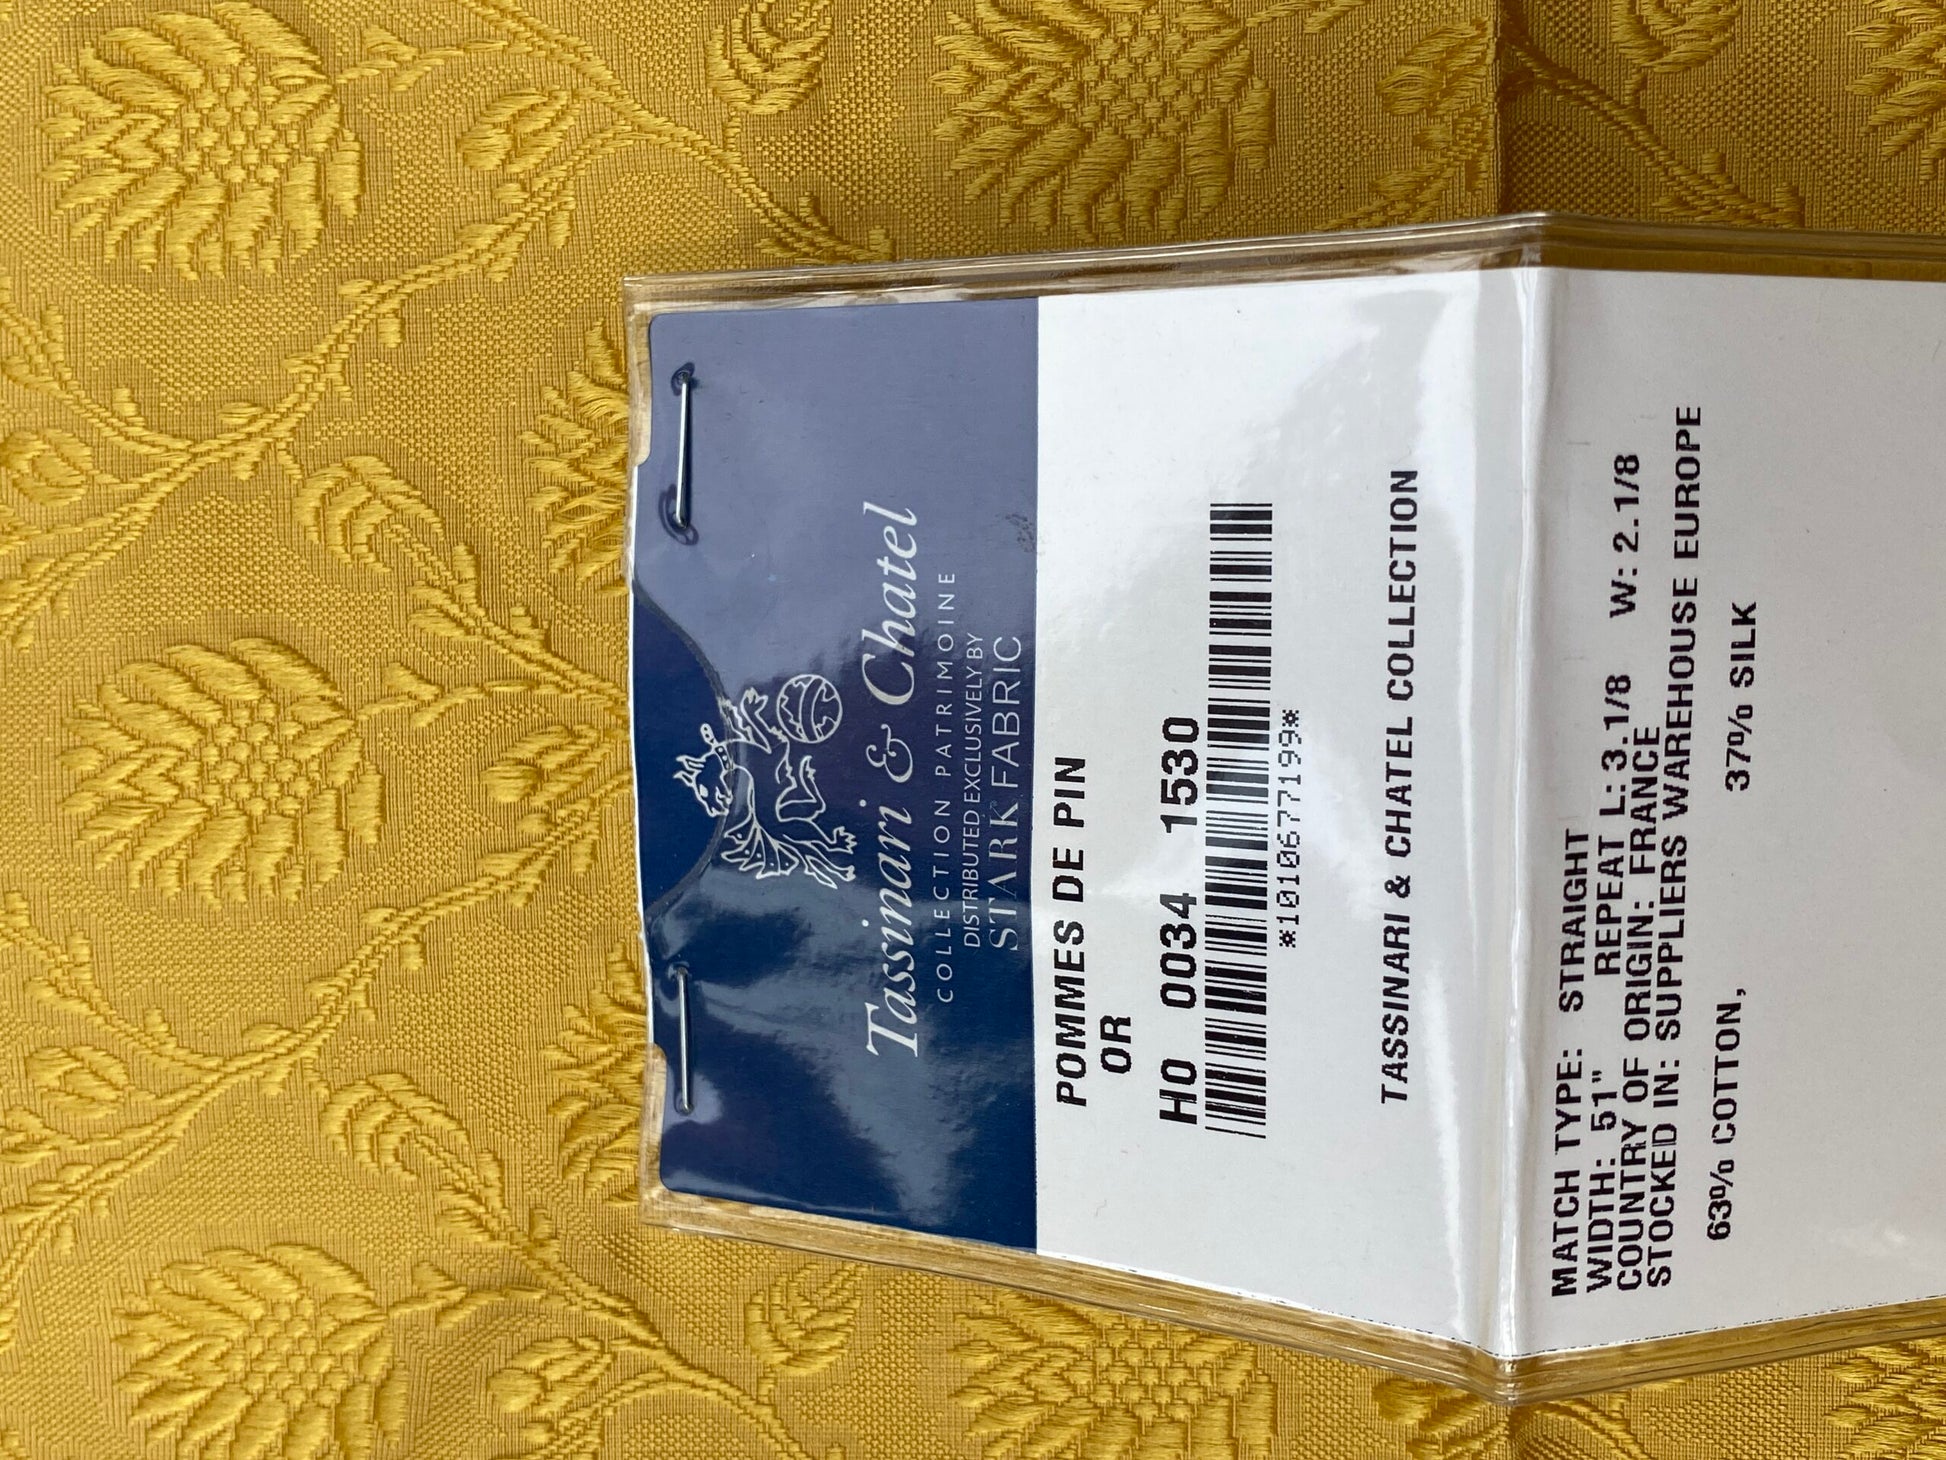 Tassinari & Chatel
COLLECTION PATRIMOINE
DISTRIBUTED EXCLUSIVELY BY
STARK FABRIC
POMMES DE PIN
OR
H0 0034 1530
*1010677199*
TASSINARI & CHATEL COLLECTION
MATCH TYPE: STRAIGHT
WIDTH: 51" REPEAT L: 3.1/8 W: 2.1/8
COUNTRY OF ORIGIN: FRANCE
STOCKED IN: SUPPLIERS WAREHOUSE EUROPE
63% COTTON, 37% SILK